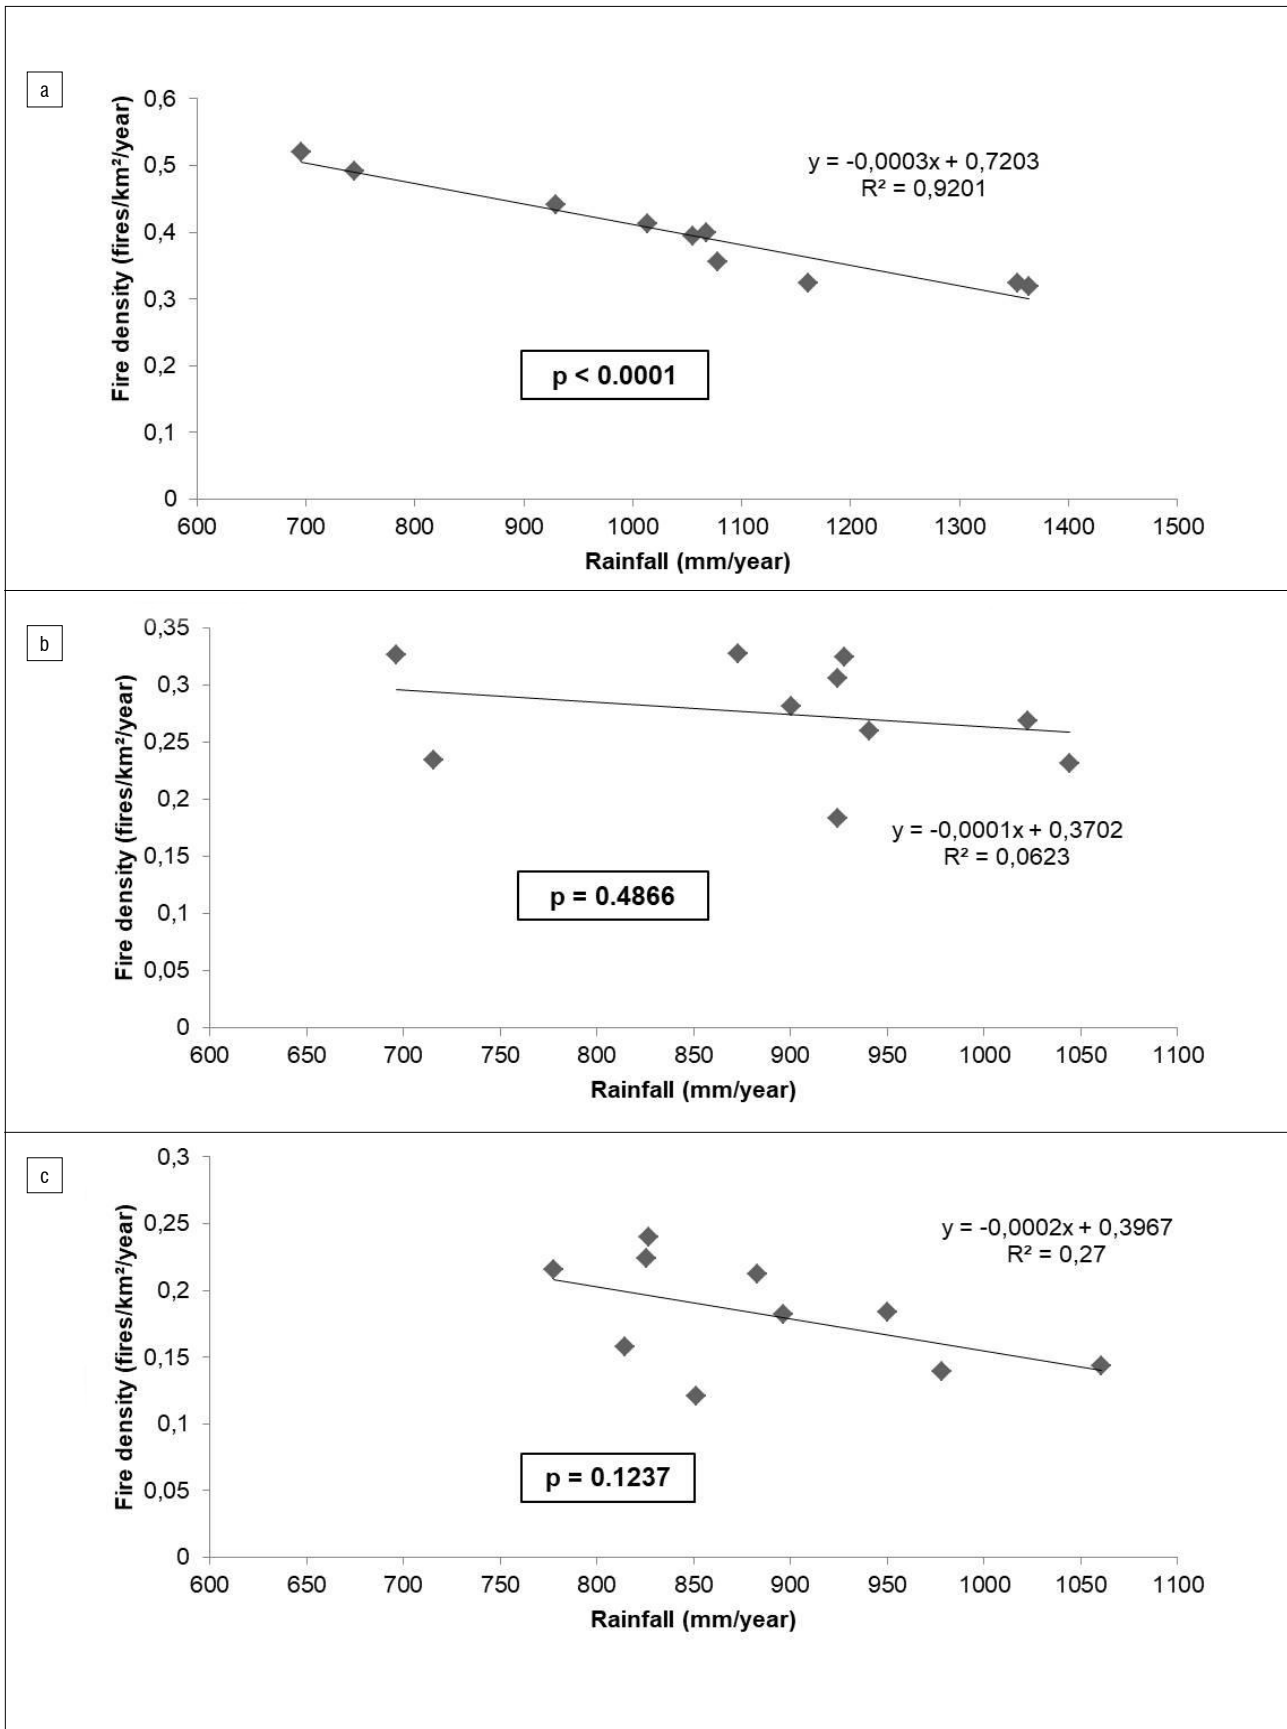 a
Fire density (fires/km²/year)
0,6
0,5
0,4
0,3
0,2
0,1
0
y = -0,0003x + 0,7203
R² = 0,9201
p < 0.0001
600 700 800 900 1000 1100 1200 1300 1400 1500
Rainfall (mm/year)
b
Fire density (fires/km²/year)
0,35
0,3
0,25
0,2
0,15
0,1
0,05
0
y = -0,0001x + 0,3702
R² = 0,0623
p = 0.4866
600 650 700 750 800 850 900 950 1000 1050 1100
Rainfall (mm/year)
c
Fire density (fires/km²/year)
0,3
0,25
0,2
0,15
0,1
0,05
0
y = -0,0002x + 0,3967
R² = 0,27
p = 0.1237
600 650 700 750 800 850 900 950 1000 1050 1100
Rainfall (mm/year)